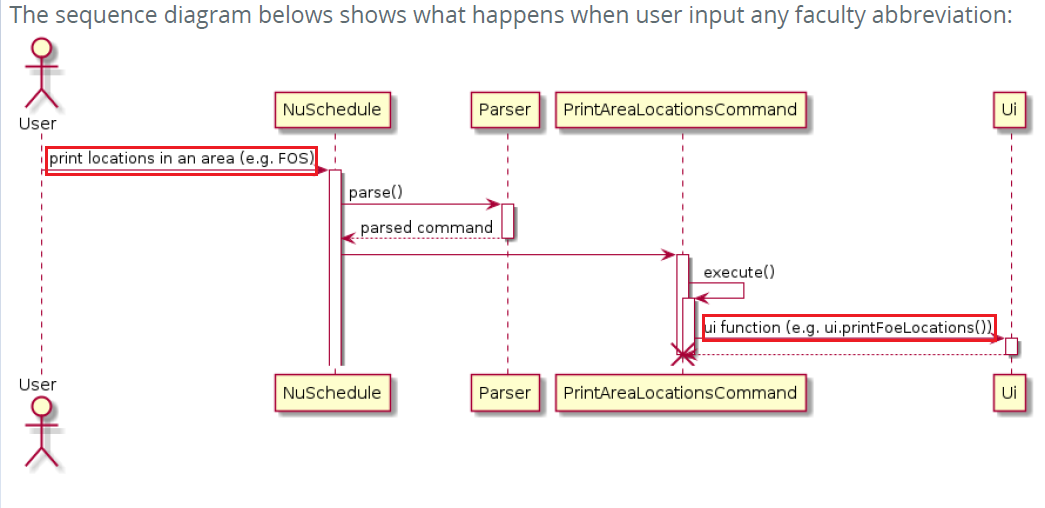 The sequence diagram belows shows what happens when user input any faculty abbreviation:
User
NuSchedule
Parser
PrintAreaLocationsCommand
Ui
print locations in an area (e.g. FOS)
parse()
parsed command
execute()
ui function (e.g. ui.printFoeLocations())
User
NuSchedule
Parser
PrintAreaLocationsCommand
Ui